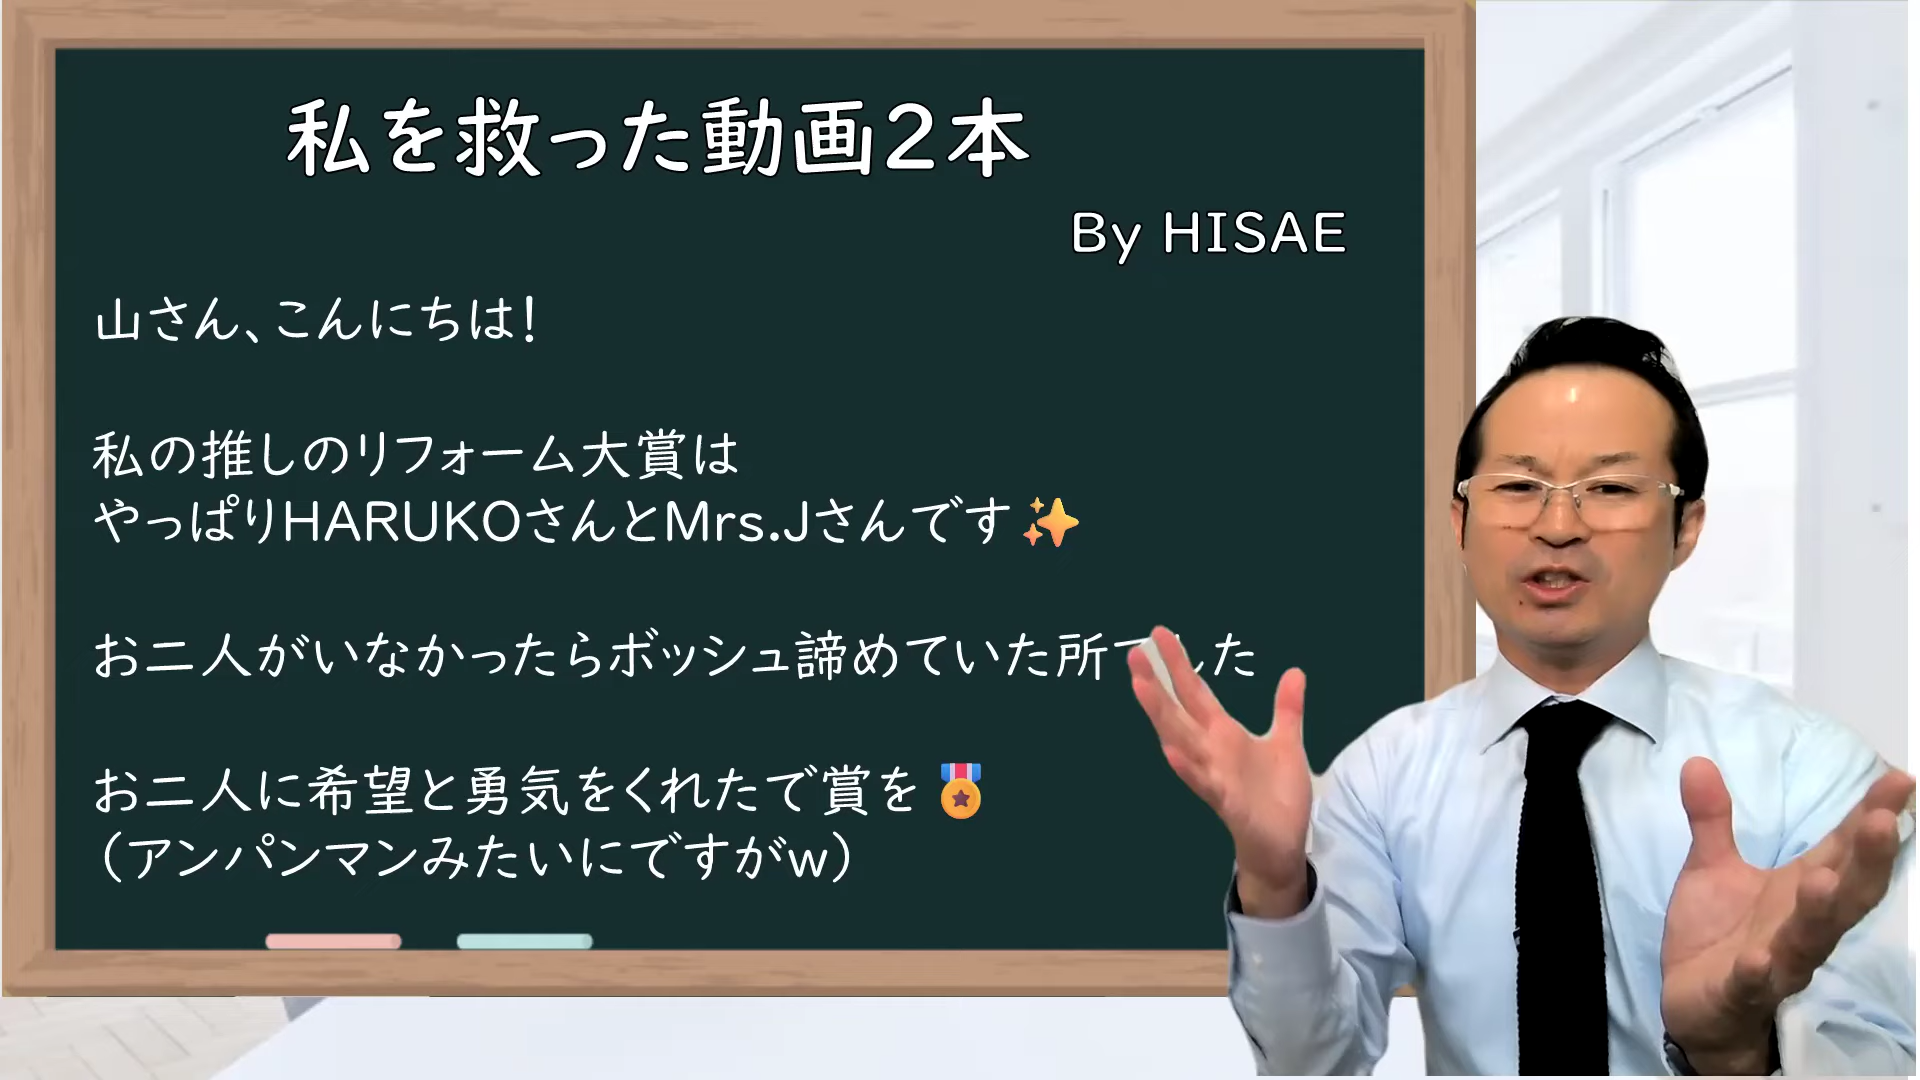 私を救った動画2本
By HISAE
山さん、こんにちは!
私の推しのリフォーム大賞は
やっぱりHARUKOさんとMrs.Jさんです✨
お二人がいなかったらボッシュ諦めていた所でした
お二人に希望と勇気をくれたで賞を🏅
（アンパンマンみたいにですがw）